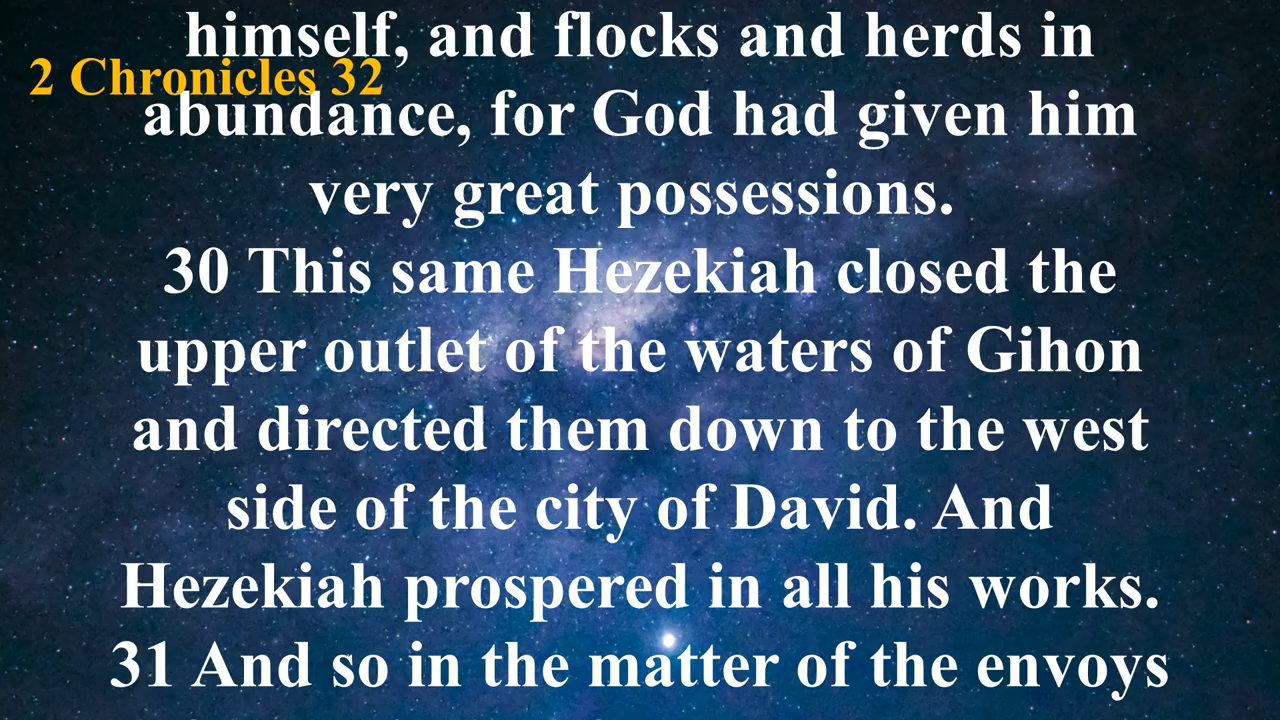 himself, and flocks and herds in
2 Chronicles 32
abundance, for God had given him
very great possessions.
30 This same Hezekiah closed the
upper outlet of the waters of Gihon
and directed them down to the west
side of the city of David. And
Hezekiah prospered in all his works.
31 And so in the matter of the envoys